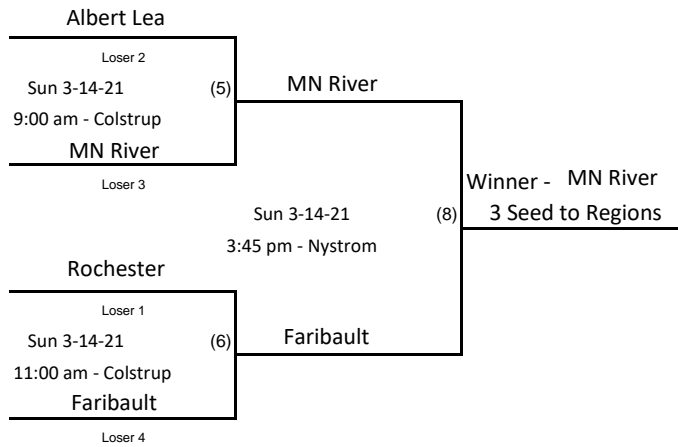 Albert Lea
Loser 2
Sun 3-14-21 (5) MN River
9:00 am - Colstrup
MN River
Loser 3
Winner - MN River
Sun 3-14-21 (8) 3 Seed to Regions
3:45 pm - Nystrom
Rochester
Loser 1
Sun 3-14-21 (6) Faribault
11:00 am - Colstrup
Faribault
Loser 4